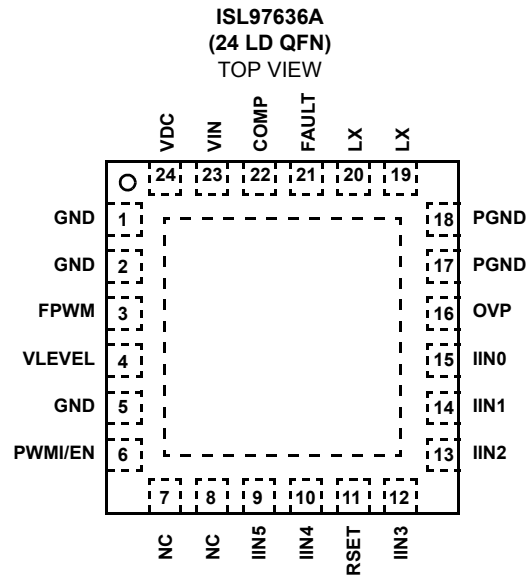 ISL97636A
(24 LD QFN)
TOP VIEW
VDC VIN COMP FAULT LX LX
24 23 22 21 20 19
GND 1 18 PGND
GND 2 17 PGND
FPWM 3 16 OVP
VLEVEL 4 15 IIN0
GND 5 14 IIN1
PWMI/EN 6 13 IIN2
7 8 9 10 11 12
NC NC IIN5 IIN4 RSET IIN3